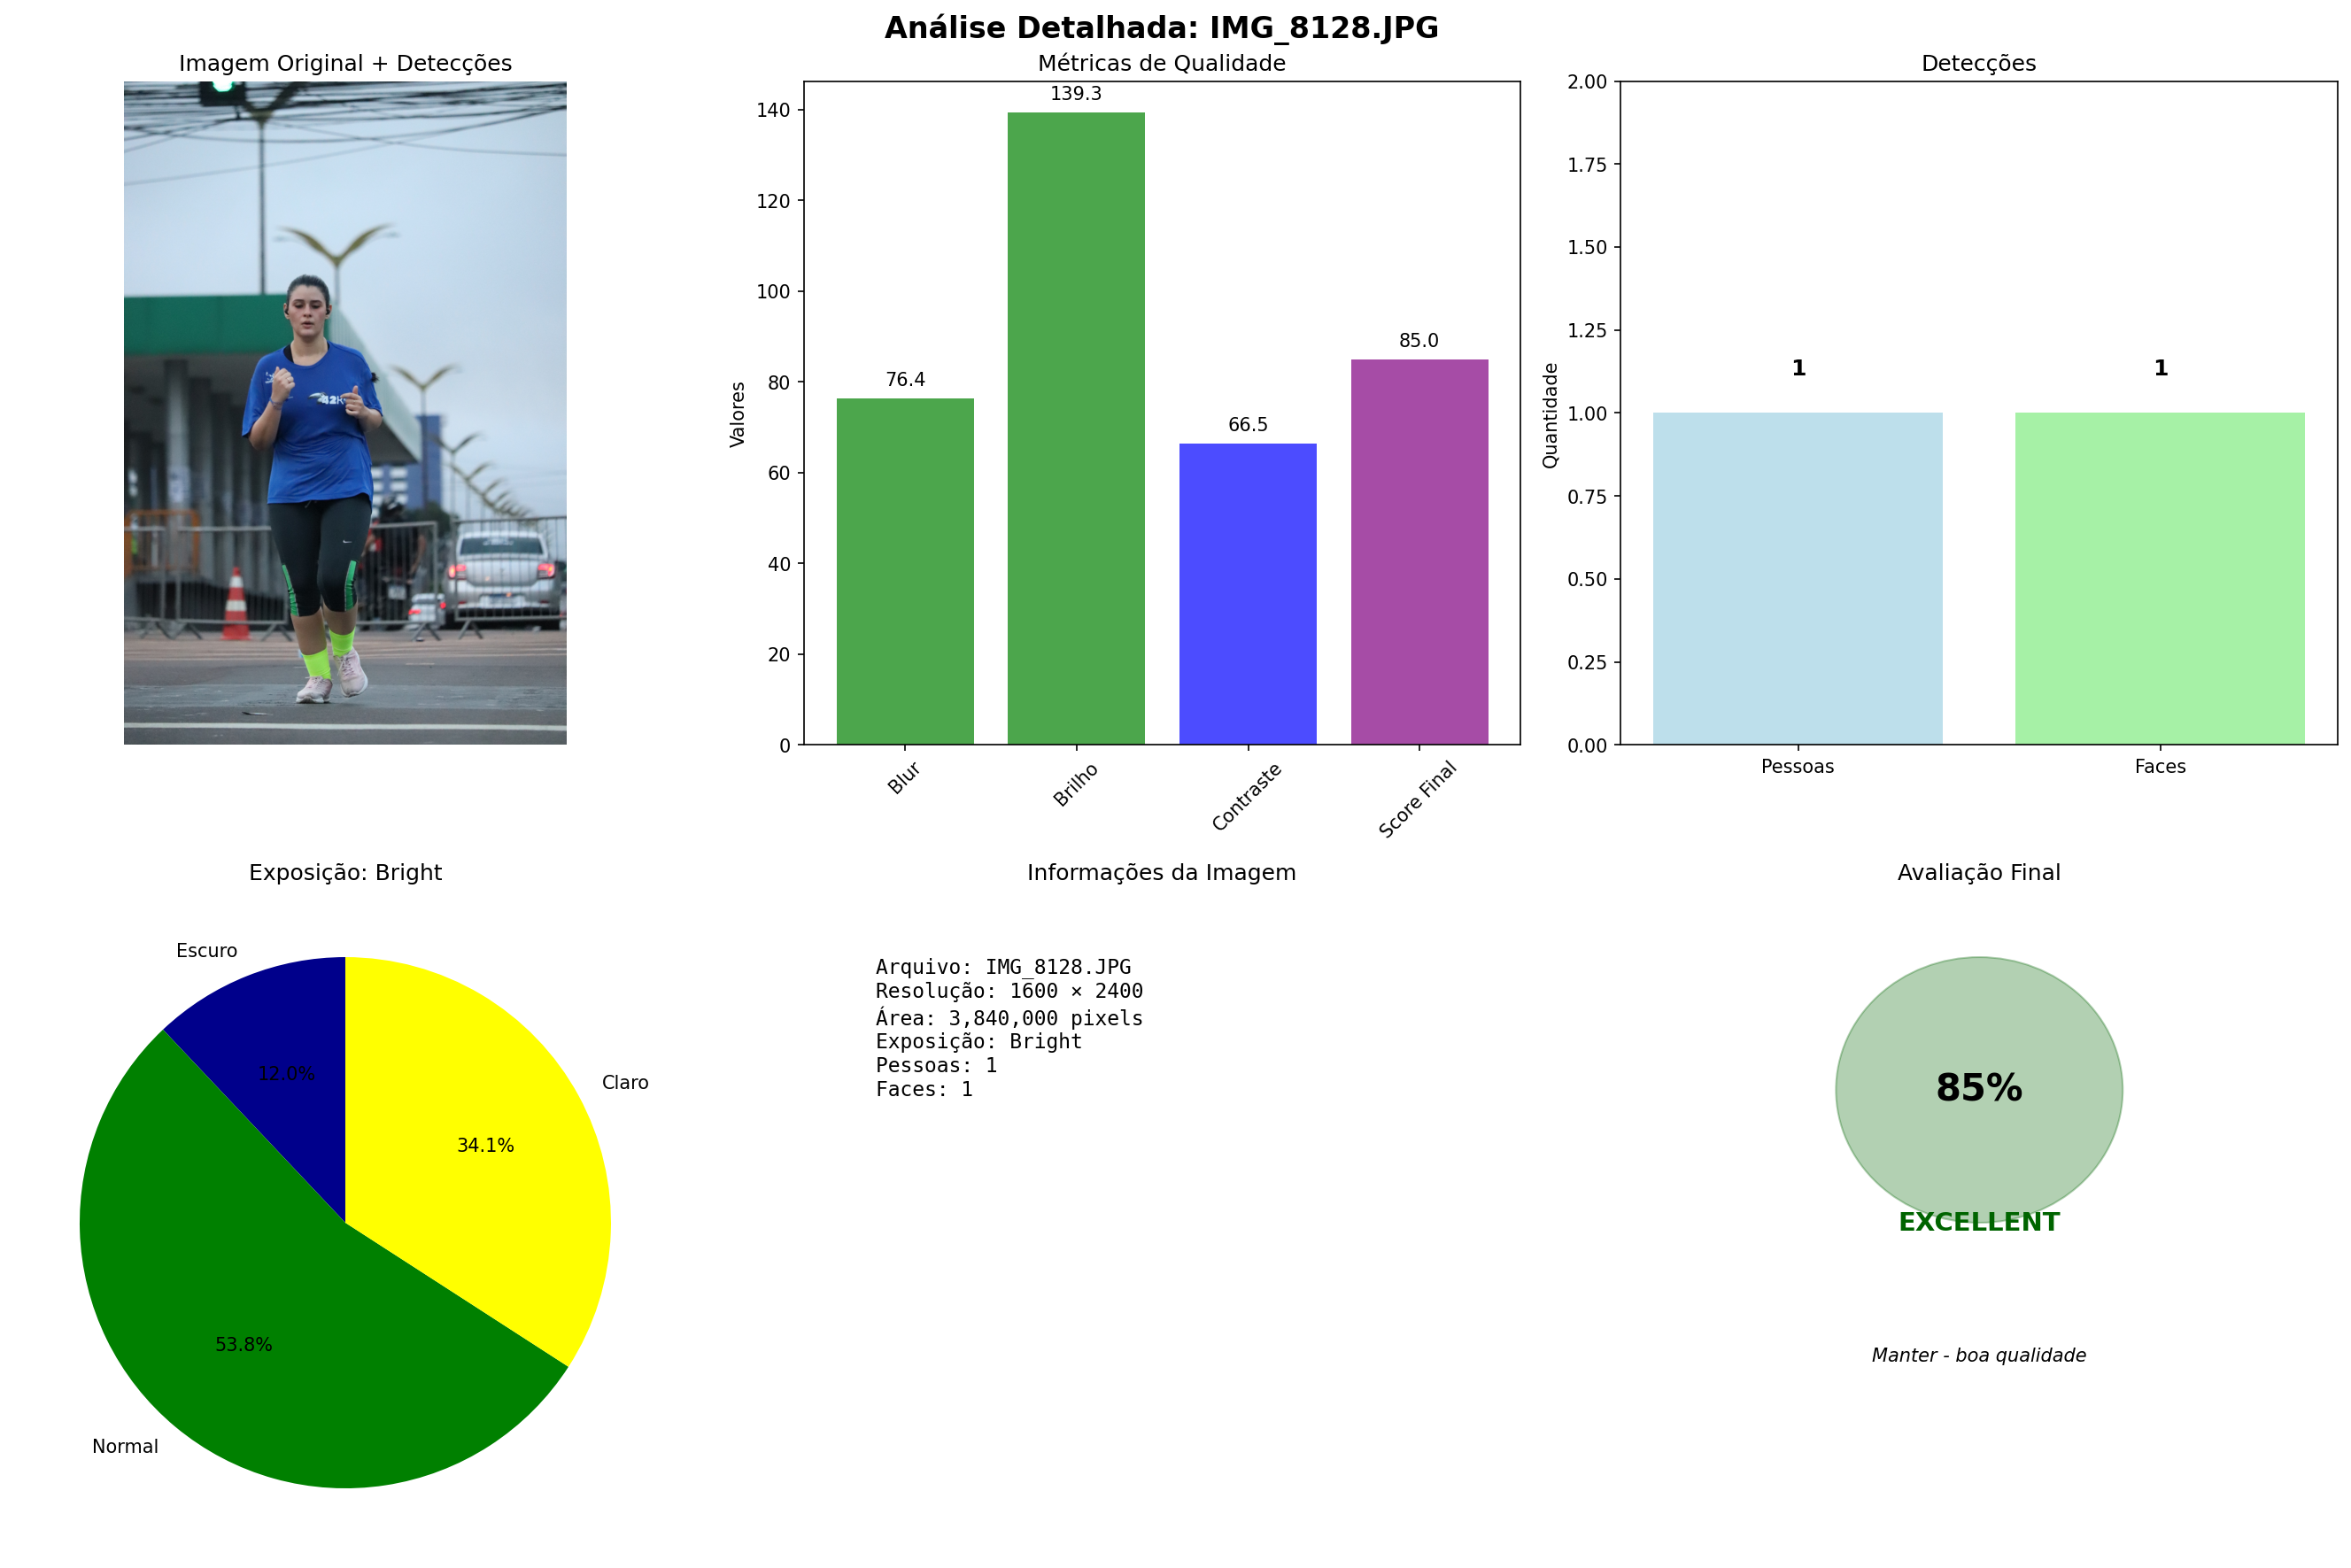 Análise Detalhada: IMG_8128.JPG
Imagem Original + Detecções
42
Métricas de Qualidade
Valores
140
120
100
80
60
40
20
0
76.4
139.3
66.5
85.0
Blur
Brilho
Contraste
Score Final
Detecções
Quantidade
2.00
1.75
1.50
1.25
1.00
0.75
0.50
0.25
0.00
1
1
Pessoas
Faces
Exposição: Bright
Escuro
12.0%
Claro
34.1%
53.8%
Normal
Informações da Imagem
Arquivo: IMG_8128.JPG
Resolução: 1600 × 2400
Área: 3,840,000 pixels
Exposição: Bright
Pessoas: 1
Faces: 1
Avaliação Final
85%
EXCELLENT
Manter - boa qualidade